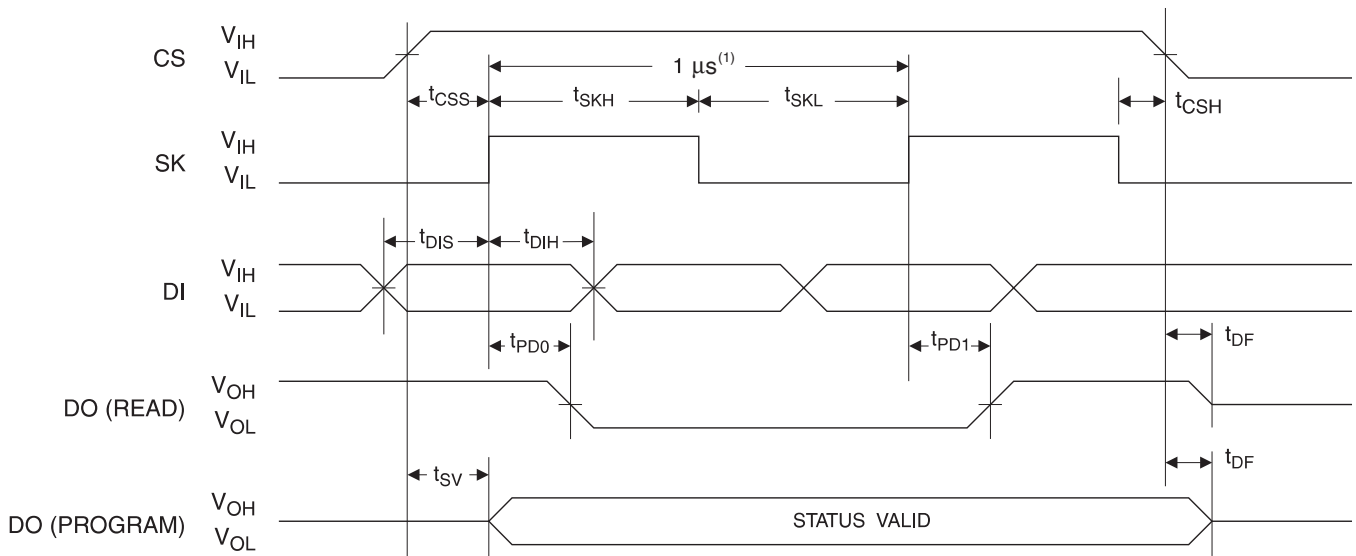 CS
V_IH
V_IL
1 μs(1)
t_CSS
t_SKH
t_SKL
t_CSH
SK
V_IH
V_IL
t_DIS
t_DIH
DI
V_IH
V_IL
t_PD0
t_PD1
t_DF
DO (READ)
V_OH
V_OL
t_SV
t_DF
DO (PROGRAM)
V_OH
V_OL
STATUS VALID